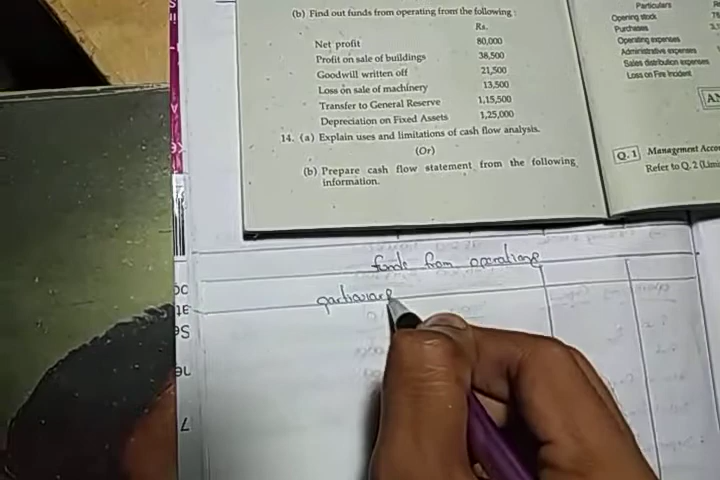 (b) Find out funds from operating from the following :
Rs.
Net profit 80,000
Profit on sale of buildings 38,500
Goodwill written off 21,500
Loss on sale of machinery 13,500
Transfer to General Reserve 1,15,500
Depreciation on Fixed Assets 1,25,000
14. (a) Explain uses and limitations of cash flow analysis.
(Or)
(b) Prepare cash flow statement from the following
information.
Particulars
Opening stock
Purchases
Operating expenses
Administrative expenses
Sales distribution expenses
Loss on Fire Incident
Q. 1 Management
Refer to Q. 2
funds from operations